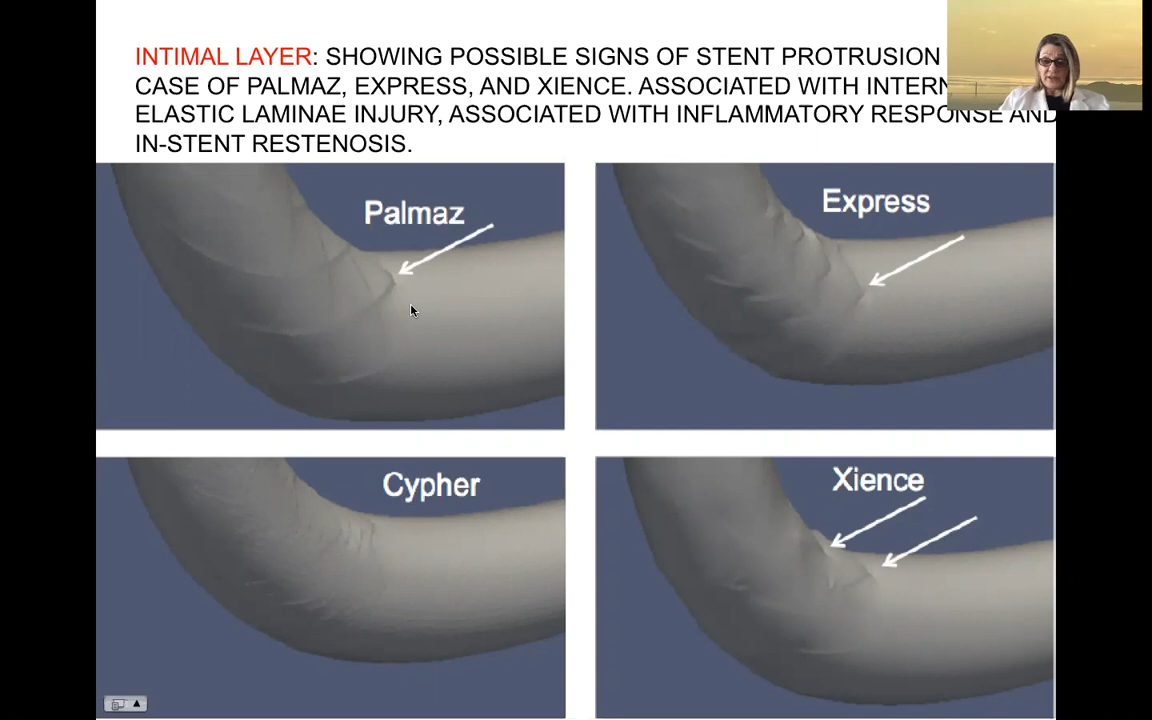 INTIMAL LAYER: SHOWING POSSIBLE SIGNS OF STENT PROTRUSION
CASE OF PALMAZ, EXPRESS, AND XIENCE. ASSOCIATED WITH
ELASTIC LAMINAE INJURY, ASSOCIATED WITH INFLAMMATORY RESPONSE AND
IN-STENT RESTENOSIS.
Palmaz
Express
Cypher
Xience